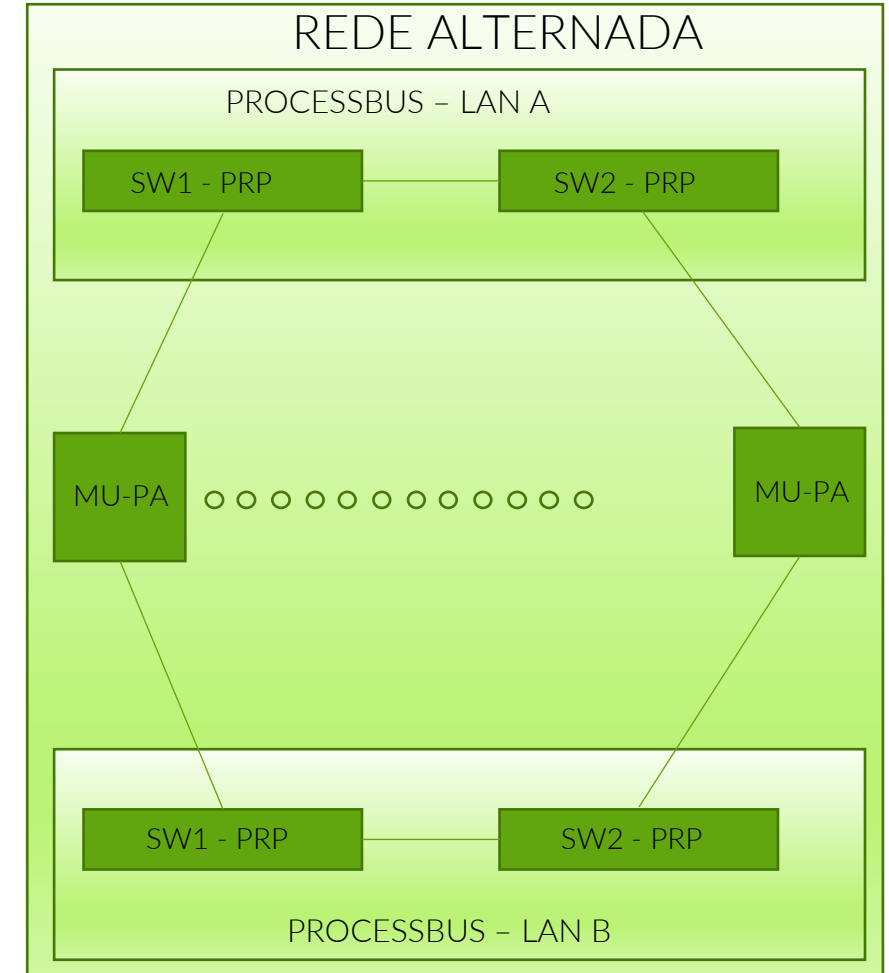 REDE ALTERNADA
PROCESSBUS – LAN A
SW1 - PRP
SW2 - PRP
MU-PA
MU-PA
SW1 - PRP
SW2 - PRP
PROCESSBUS – LAN B